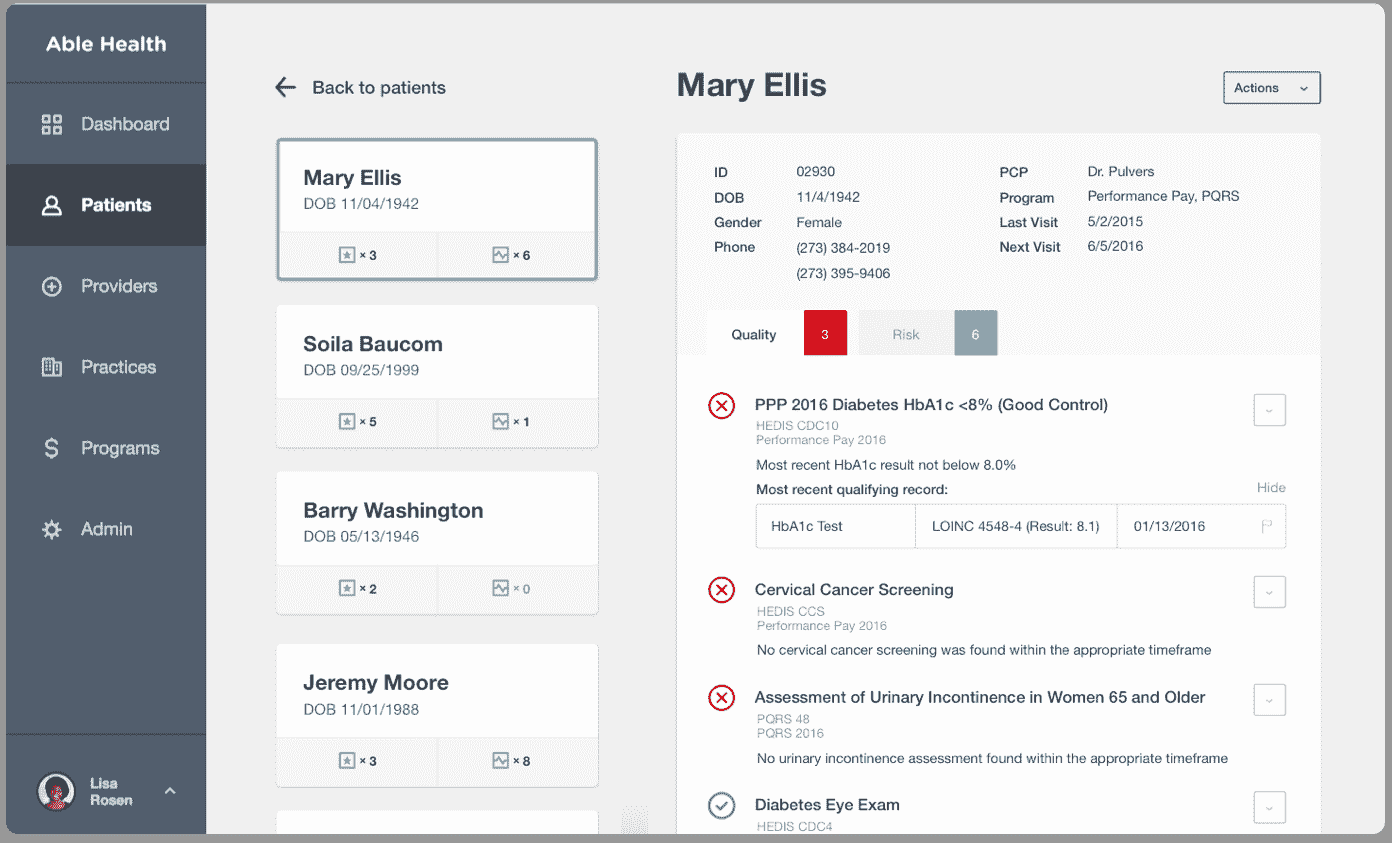 Able Health
Dashboard
Patients
Providers
Practices
Programs
Admin
Lisa
Rosen
Back to patients
Mary Ellis
DOB 11/04/1942
× 3
× 6
Soila Baucom
DOB 09/25/1999
× 5
× 1
Barry Washington
DOB 05/13/1946
× 2
× 0
Jeremy Moore
DOB 11/01/1988
× 3
× 8
Mary Ellis
Actions
ID 02930
DOB 11/4/1942
Gender Female
Phone (273) 384-2019
(273) 395-9406
PCP Dr. Pulvers
Program Performance Pay, PQRS
Last Visit 5/2/2015
Next Visit 6/5/2016
Quality 3
Risk 6
PPP 2016 Diabetes HbA1c <8% (Good Control)
HEDIS CDC10
Performance Pay 2016
Most recent HbA1c result not below 8.0%
Most recent qualifying record: Hide
HbA1c Test LOINC 4548-4 (Result: 8.1) 01/13/2016
Cervical Cancer Screening
HEDIS CCS
Performance Pay 2016
No cervical cancer screening was found within the appropriate timeframe
Assessment of Urinary Incontinence in Women 65 and Older
PQRS 48
PQRS 2016
No urinary incontinence assessment found within the appropriate timeframe
Diabetes Eye Exam
HEDIS CDC4